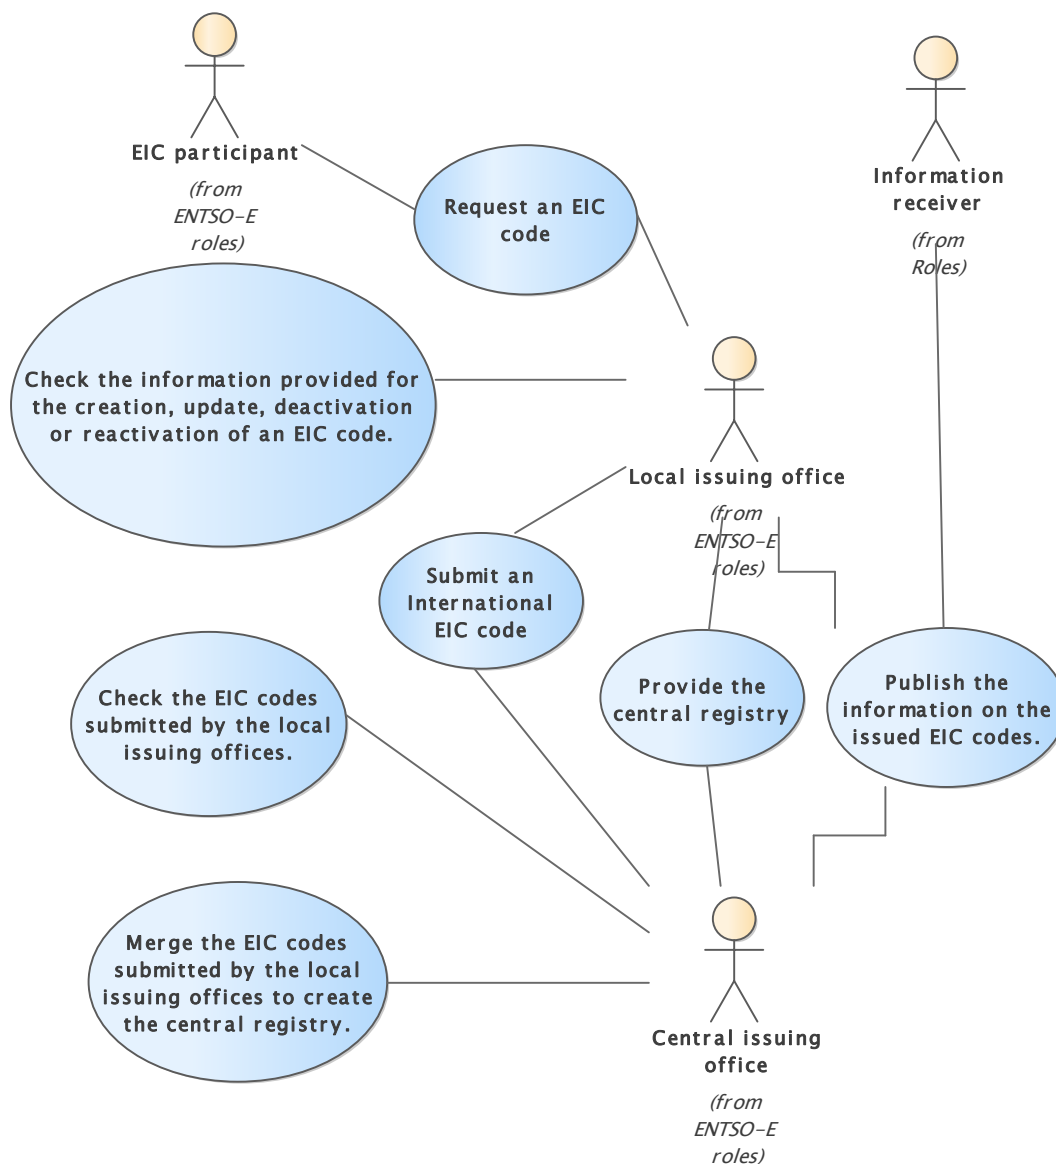 EIC participant
(from
ENTSO-E
roles)
Information
receiver
(from
Roles)
Request an EIC
code
Check the information provided for
the creation, update, deactivation
or reactivation of an EIC code.
Local issuing office
(from
ENTSO-E
roles)
Submit an
International
EIC code
Check the EIC codes
submitted by the local
issuing offices.
Provide the
central registry
Publish the
information on the
issued EIC codes.
Merge the EIC codes
submitted by the local
issuing offices to create
the central registry.
Central issuing
office
(from
ENTSO-E
roles)